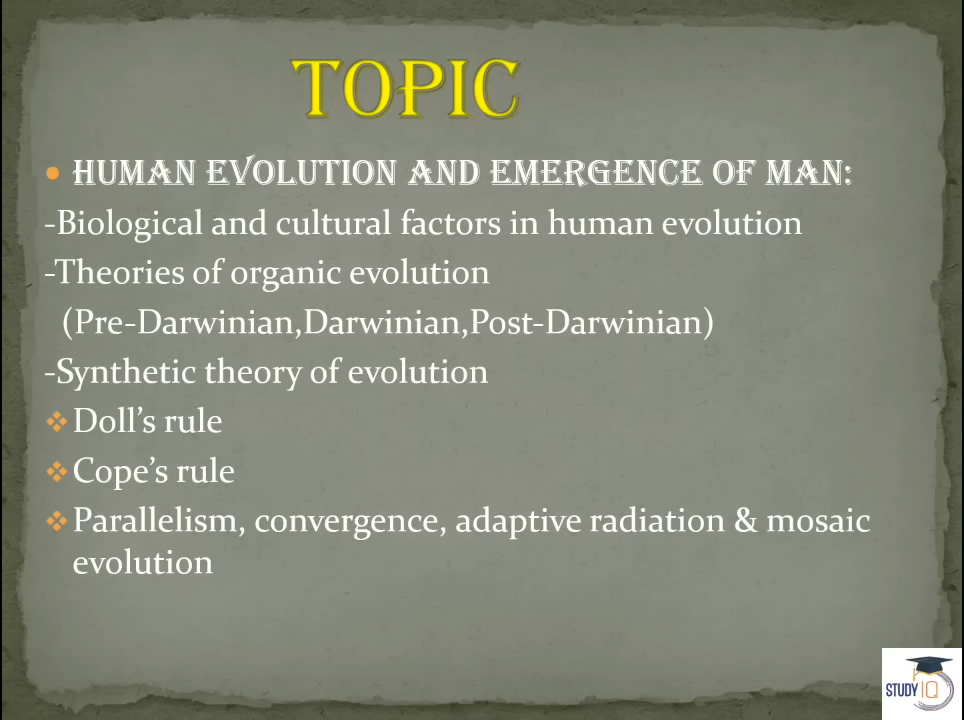 TOPIC
• HUMAN EVOLUTION AND EMERGENCE OF MAN:
-Biological and cultural factors in human evolution
-Theories of organic evolution
(Pre-Darwinian,Darwinian,Post-Darwinian)
-Synthetic theory of evolution
❖ Doll’s rule
❖ Cope’s rule
❖ Parallelism, convergence, adaptive radiation & mosaic
evolution
STUDY IQ